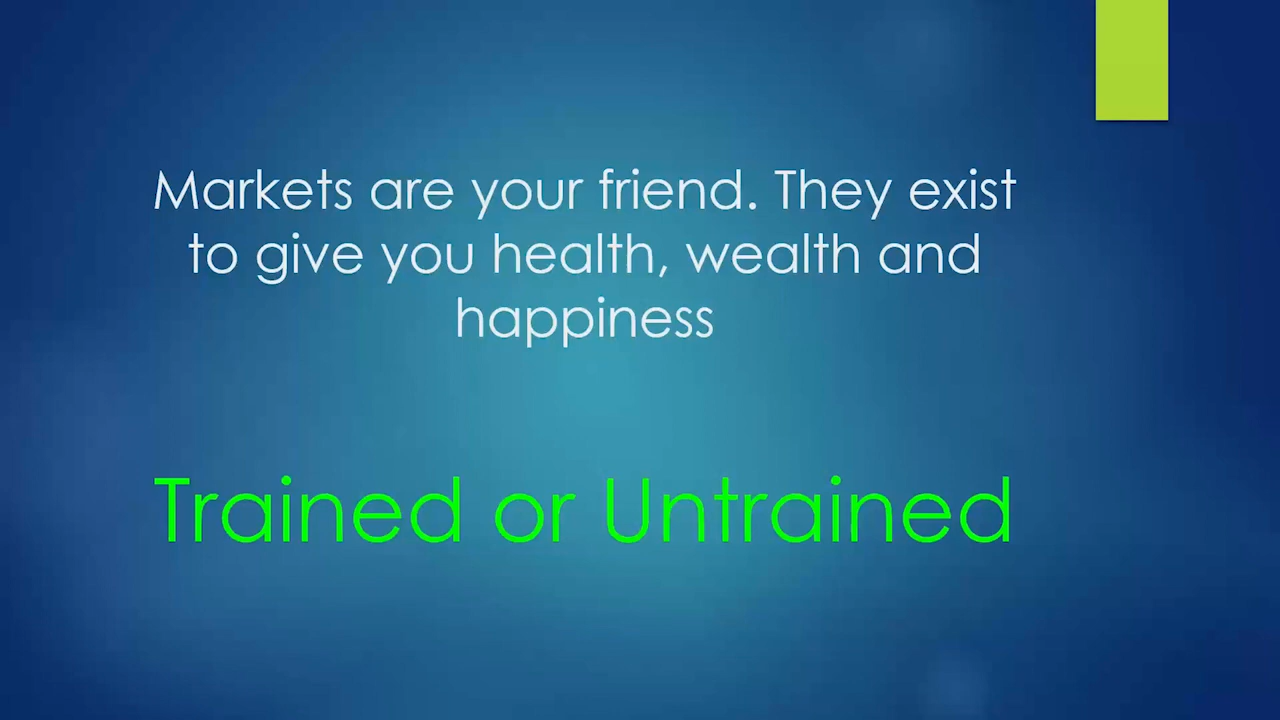 Markets are your friend. They exist
to give you health, wealth and
happiness
Trained or Untrained